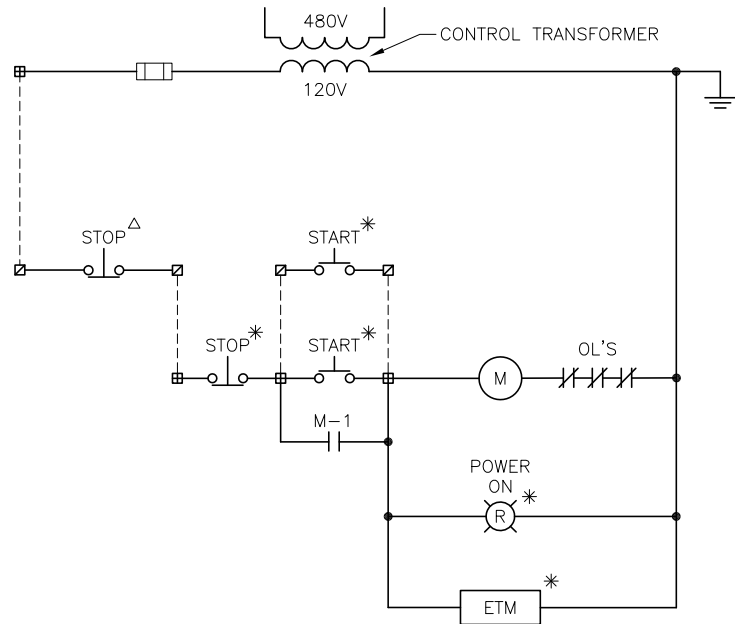 480V
CONTROL TRANSFORMER
120V
STOP△
START*
STOP*
START*
OL'S
M
M-1
POWER
ON*
R
ETM*